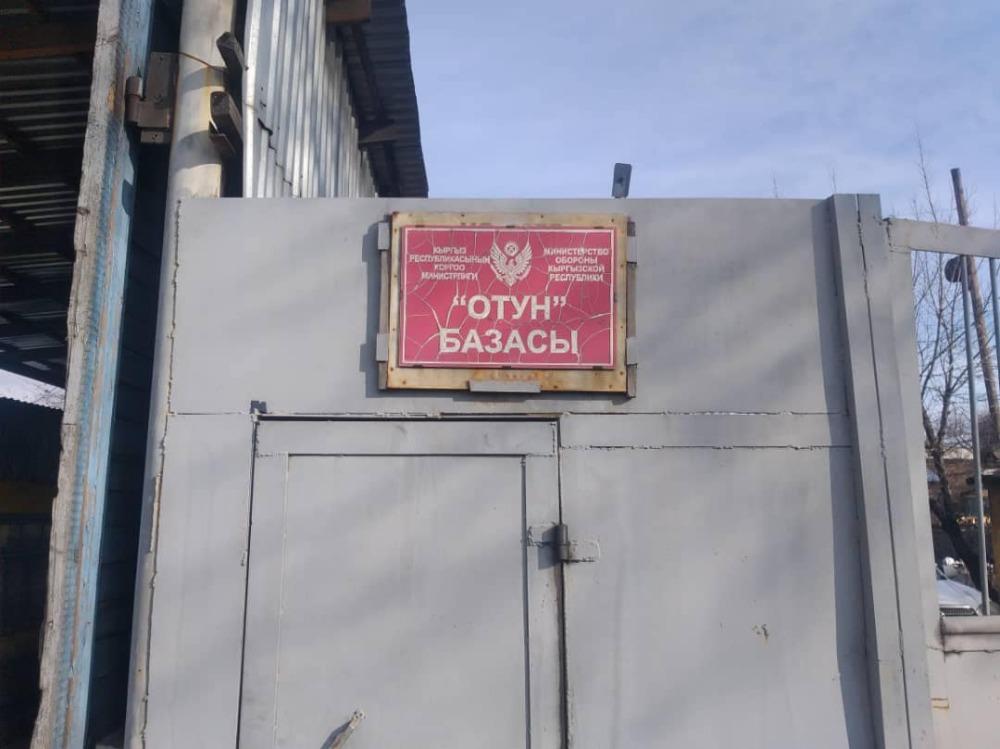 КЫРГЫЗ
РЕСПУБЛИКАСЫНЫН
КОРГОО
МИНИСТРЛИГИ
МИНИСТЕРСТВО
ОБОРОНЫ
КЫРГЫЗСКОЙ
РЕСПУБЛИКИ
“ОТУН”
БАЗАСЫ